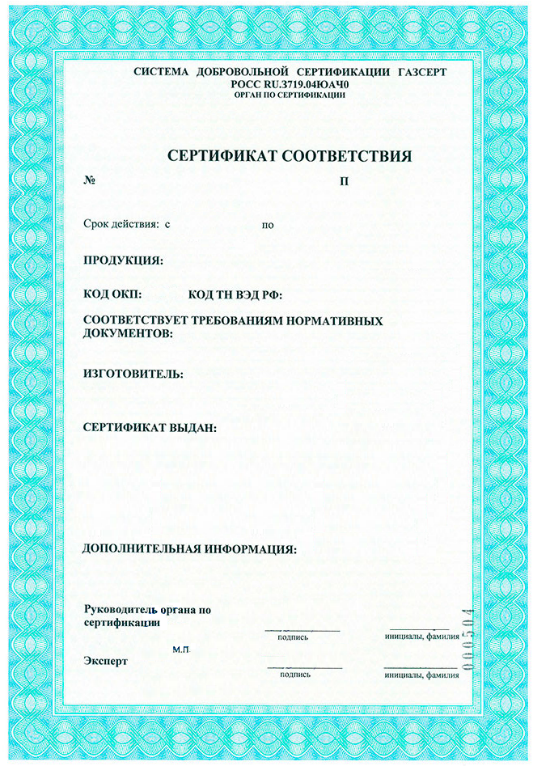 СИСТЕМА ДОБРОВОЛЬНОЙ СЕРТИФИКАЦИИ ГАЗСЕРТ
РОСС RU.З719.04ЮАЧ0
ОРГАН ПО СЕРТИФИКАЦИИ
СЕРТИФИКАТ СООТВЕТСТВИЯ
№ П
Срок действия: с по
ПРОДУКЦИЯ:
КОД ОКП: КОД ТН ВЭД РФ:
СООТВЕТСТВУЕТ ТРЕБОВАНИЯМ НОРМАТИВНЫХ
ДОКУМЕНТОВ:
ИЗГОТОВИТЕЛЬ:
СЕРТИФИКАТ ВЫДАН:
ДОПОЛНИТЕЛЬНАЯ ИНФОРМАЦИЯ:
Руководитель органа по
сертификации
подпись инициалы, фамилия
М.П.
Эксперт
подпись инициалы, фамилия
000504